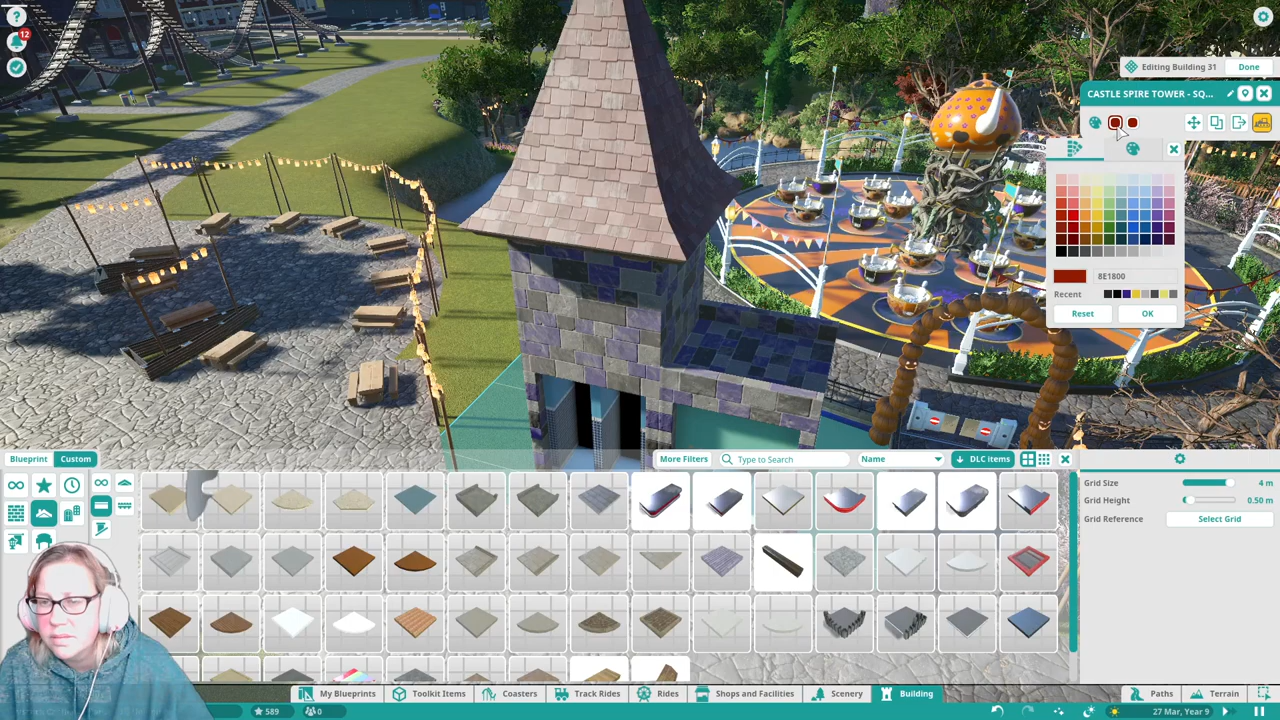 12
Editing Building 31
Done
CASTLE SPIRE TOWER - SQ...
8E1800
Recent
Reset
OK
Blueprint
Custom
More Filters
Type to Search
Name
DLC items
Grid Size
4 m
Grid Height
0.50 m
Grid Reference
Select Grid
My Blueprints
Toolkit Items
Coasters
Track Rides
Rides
Shops and Facilities
Scenery
Building
Paths
Terrain
589
0
27 Mar, Year 9